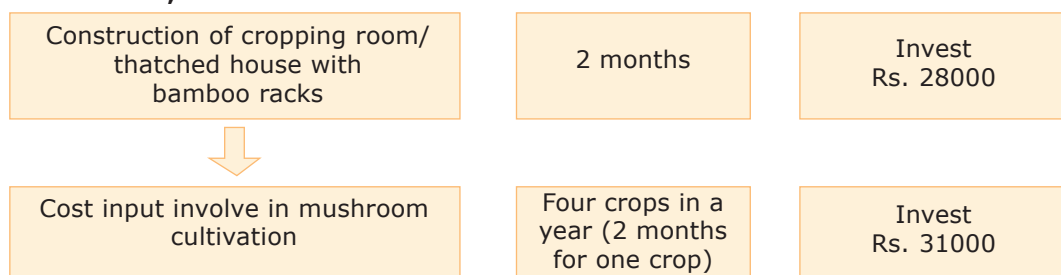 Construction of cropping room/
thatched house with
bamboo racks
2 months
Invest
Rs. 28000
Cost input involve in mushroom
cultivation
Four crops in a
year (2 months
for one crop)
Invest
Rs. 31000